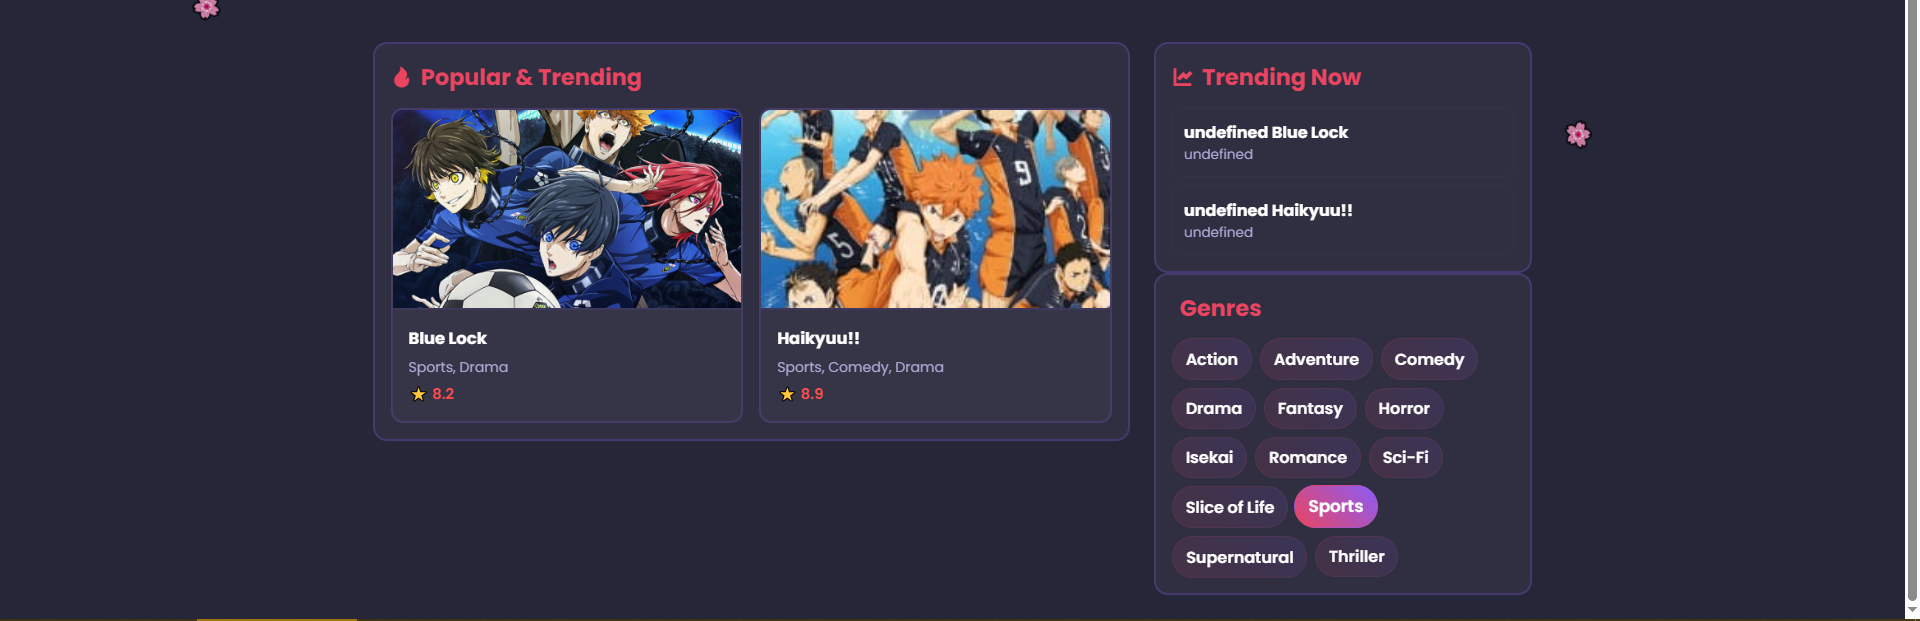 Popular & Trending
Blue Lock
Sports, Drama
8.2
Haikyuu!!
Sports, Comedy, Drama
8.9
Trending Now
undefined Blue Lock
undefined
undefined Haikyuu!!
undefined
Genres
Action Adventure Comedy
Drama Fantasy Horror
Isekai Romance Sci-Fi
Slice of Life Sports
Supernatural Thriller